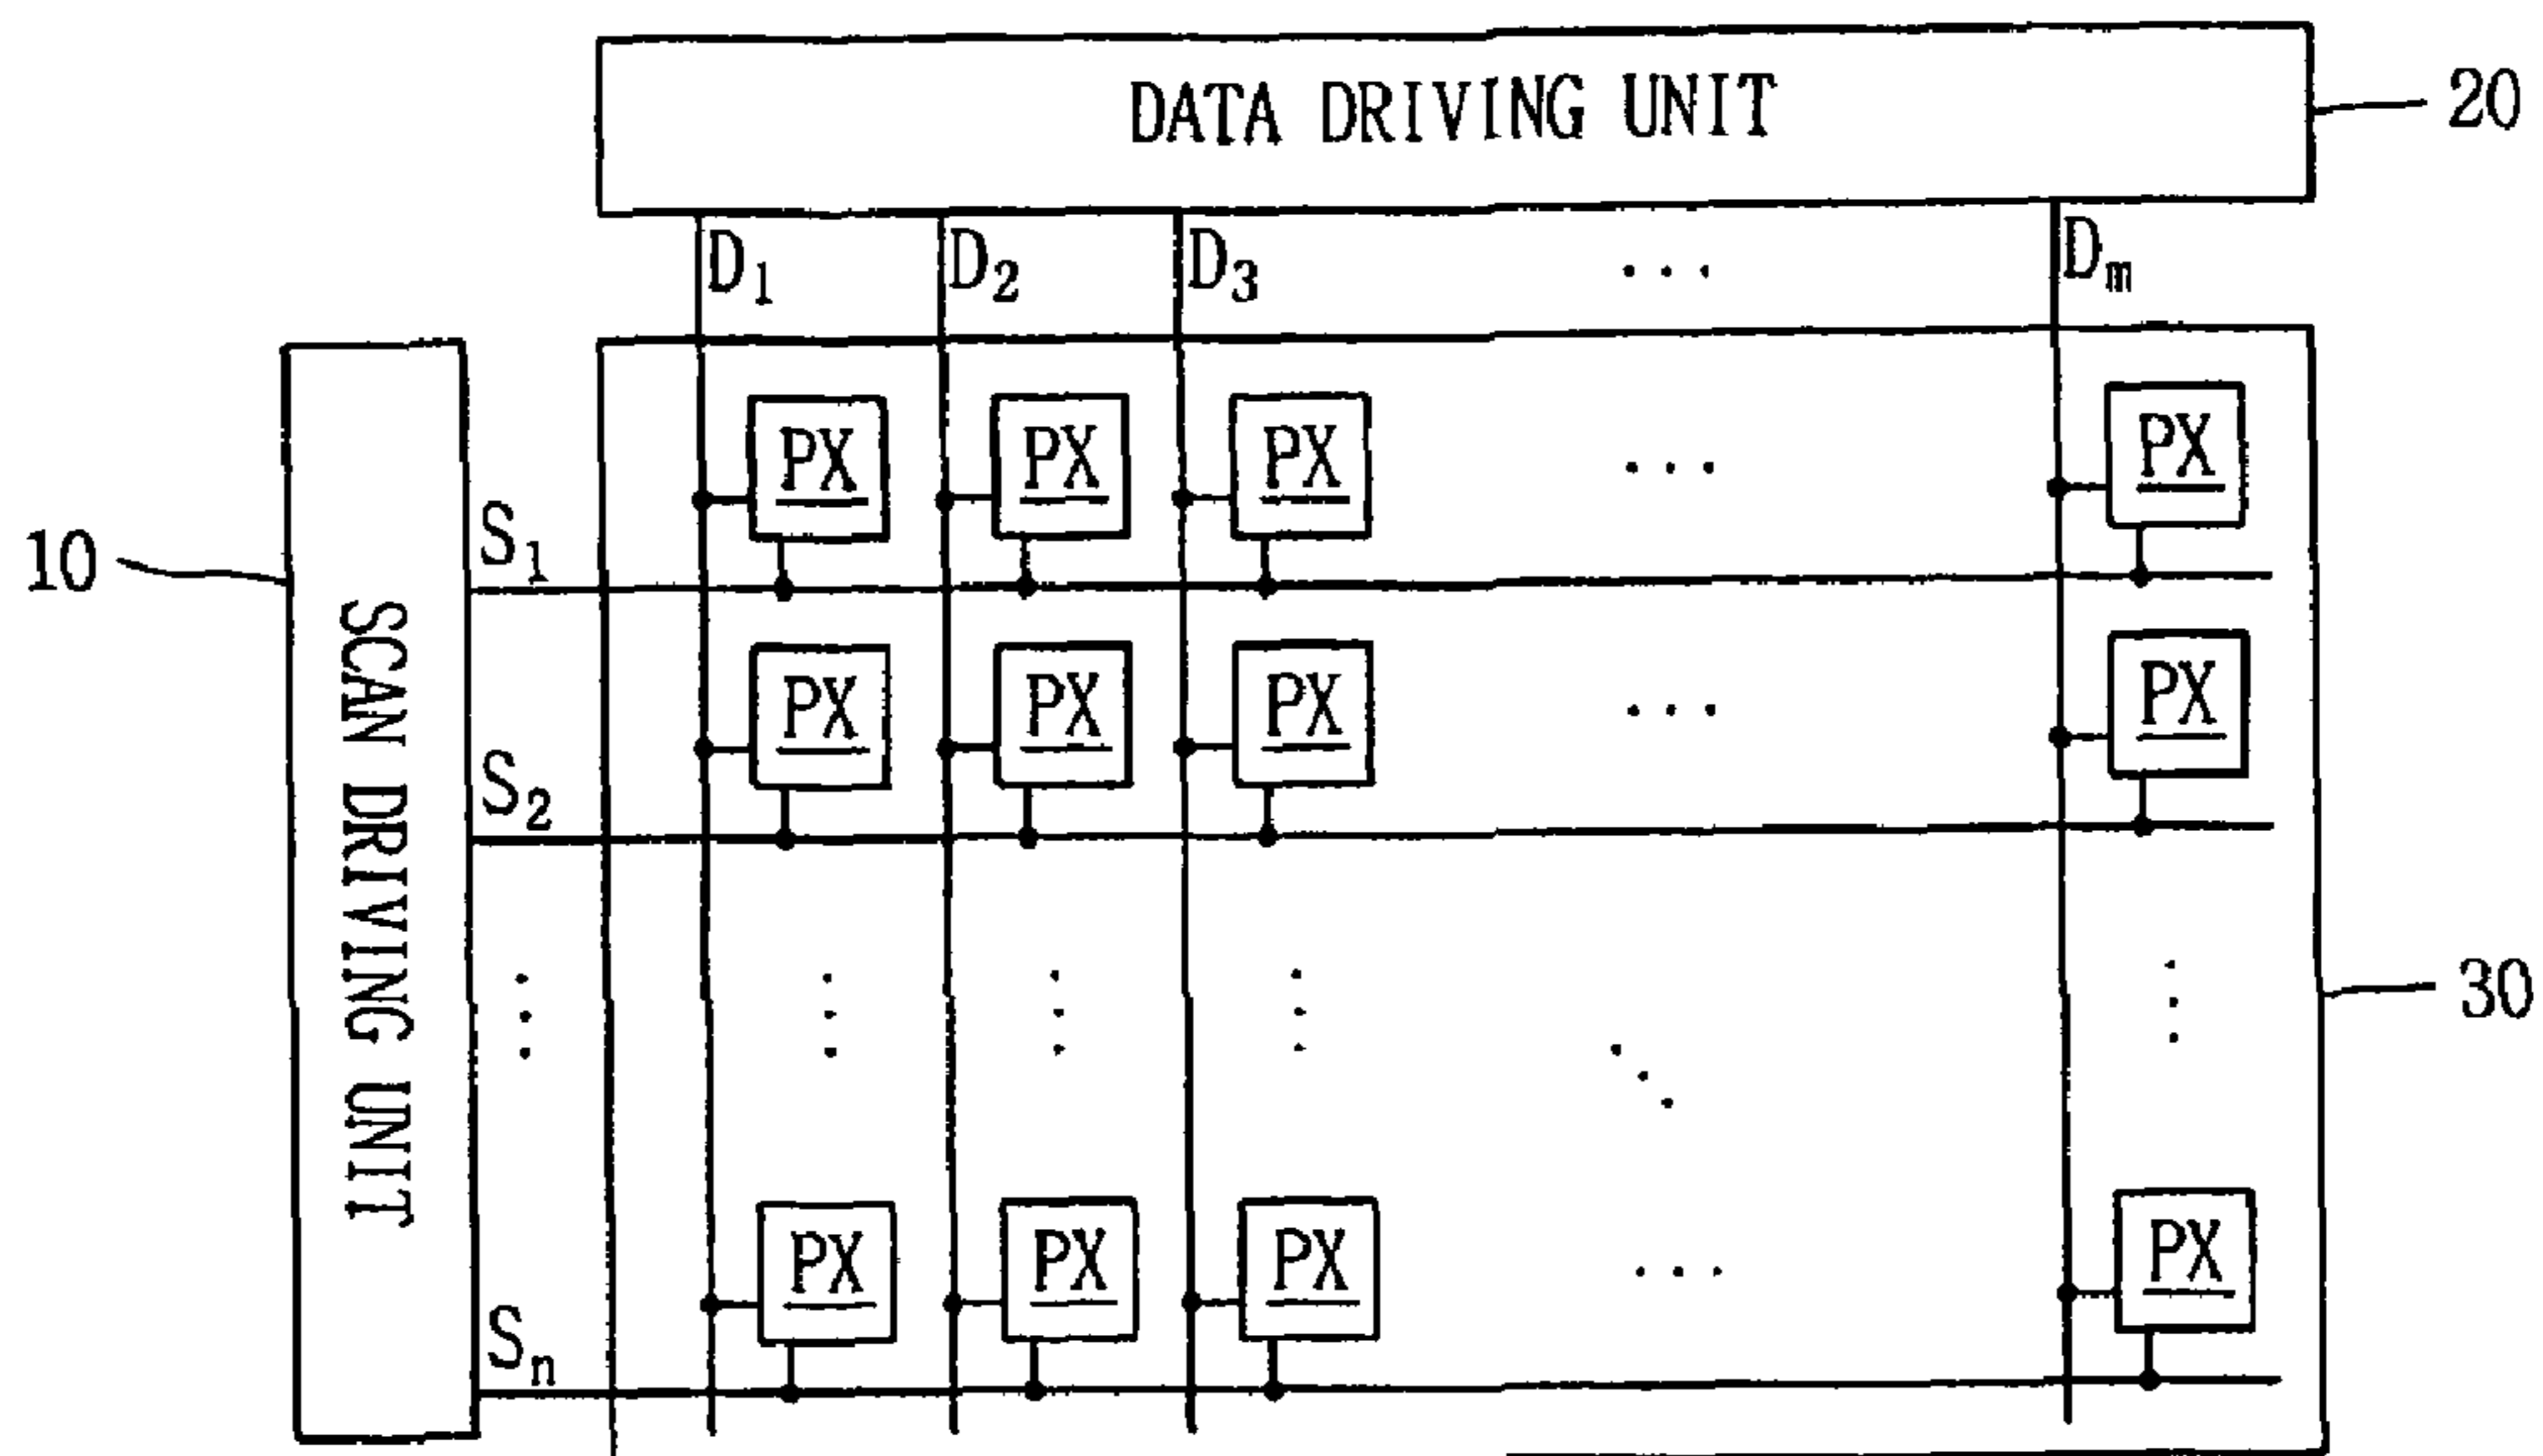 DATA DRIVING UNIT
20
D1 D2 D3 ... Dm
10
SCAN DRIVING UNIT
S1
PX PX PX ... PX
S2
PX PX PX ... PX
30
Sn
PX PX PX ... PX